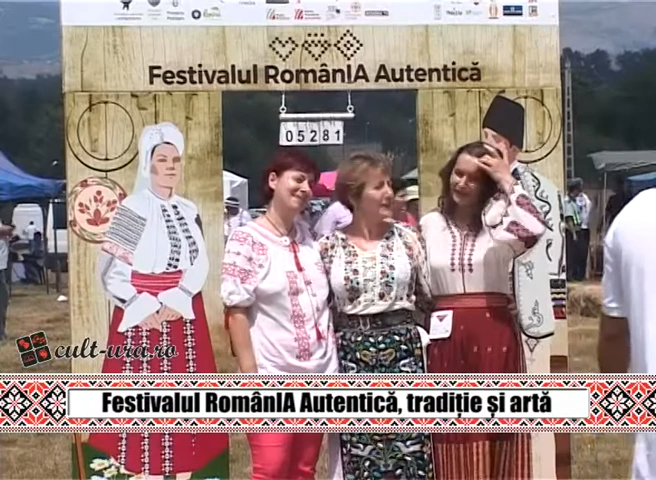 Festivalul RomânIA Autentică
05281
cult-ura.ro
Festivalul RomânIA Autentică, tradiție și artă